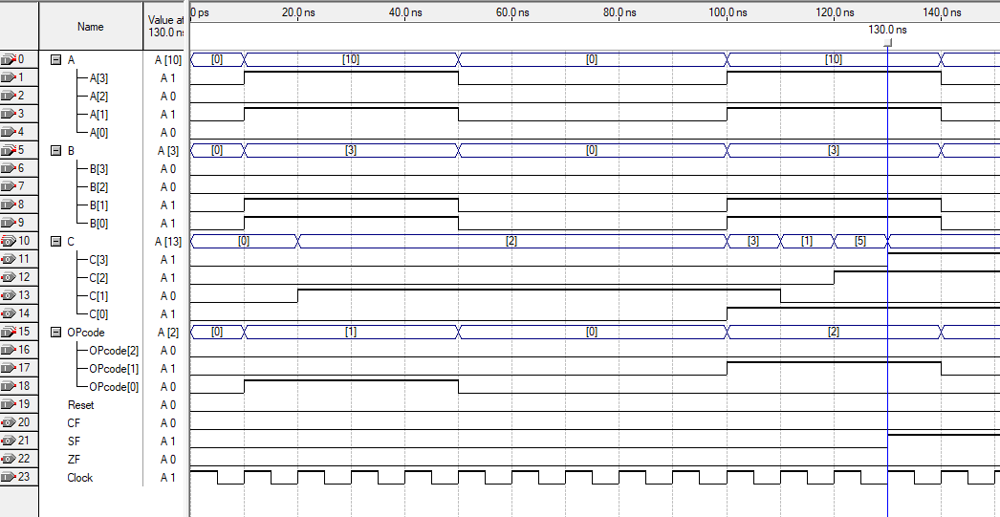 Name
Value at
130.0 ns
0 ps 20.0 ns 40.0 ns 60.0 ns 80.0 ns 100.0 ns 120.0 ns 140.0 ns
130.0 ns
0 A A [10] [0] [10] [0] [10]
1 A[3] A 1
2 A[2] A 0
3 A[1] A 1
4 A[0] A 0
5 B A [3] [0] [3] [0] [3]
6 B[3] A 0
7 B[2] A 0
8 B[1] A 1
9 B[0] A 1
10 C A [13] [0] [2] [3] [1] [5]
11 C[3] A 1
12 C[2] A 1
13 C[1] A 0
14 C[0] A 1
15 OPcode A [2] [0] [1] [0] [2]
16 OPcode[2] A 0
17 OPcode[1] A 1
18 OPcode[0] A 0
19 Reset A 0
20 CF A 0
21 SF A 1
22 ZF A 0
23 Clock A 1